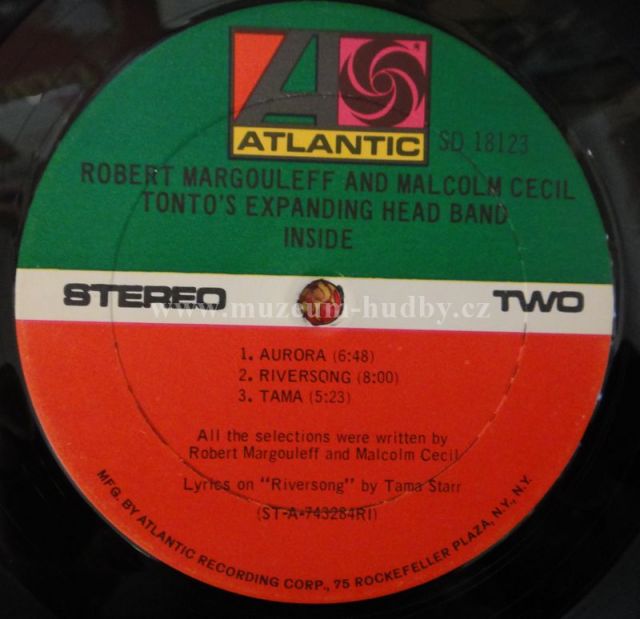 ATLANTIC
®
SD 18123
ROBERT MARGOULEFF AND MALCOLM CECIL
TONTO'S EXPANDING HEAD BAND
INSIDE
STEREO
TWO
www.muzeum-hudby.cz
1. AURORA (6:48)
2. RIVERSONG (8:00)
3. TAMA (5:23)
All the selections were written by
Robert Margouleff and Malcolm Cecil
Lyrics on "Riversong" by Tama Starr
(ST-A-743284RI)
MFG. BY ATLANTIC RECORDING CORP., 75 ROCKEFELLER PLAZA, N.Y., N.Y.